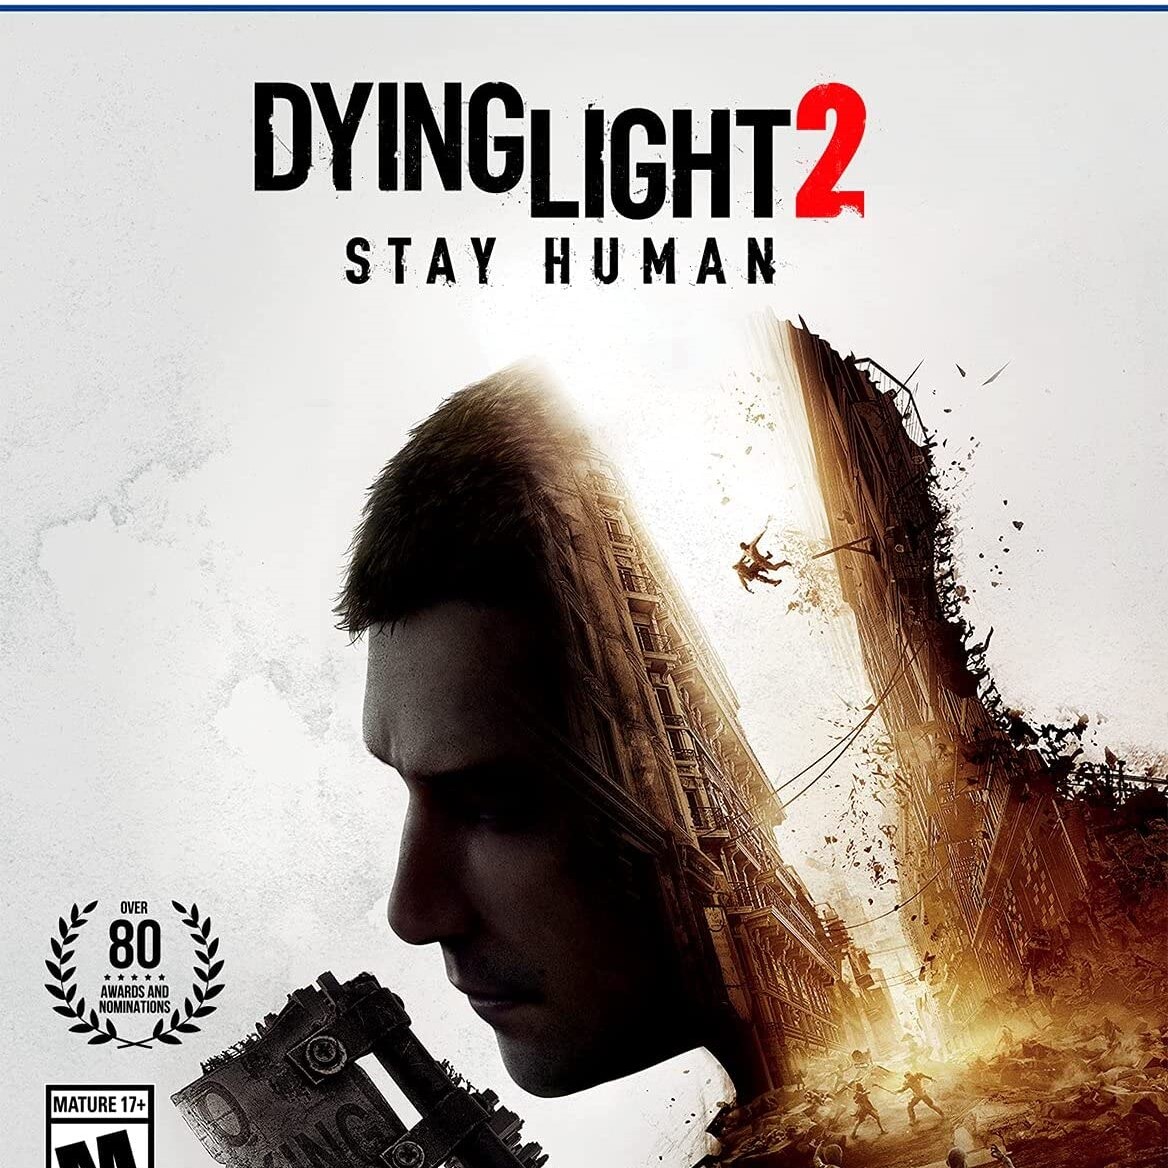 DYING LIGHT 2
STAY HUMAN
OVER
80
AWARDS AND
NOMINATIONS
MATURE 17+
M